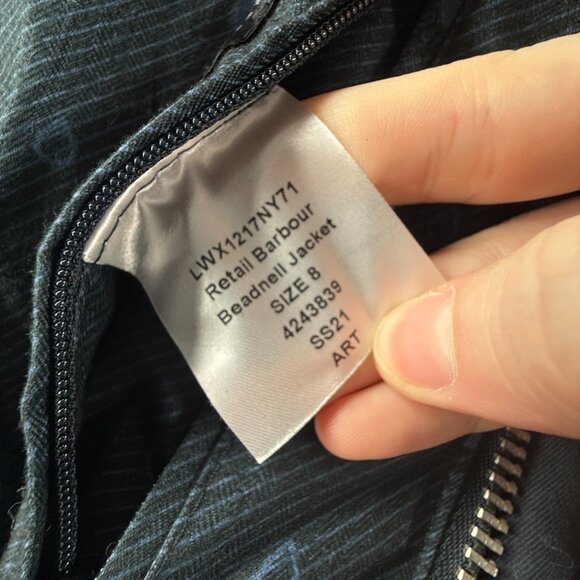 LWX1217NY71
Retail Barbour
Beadnell Jacket
SIZE 8
4243839
SS21
ART